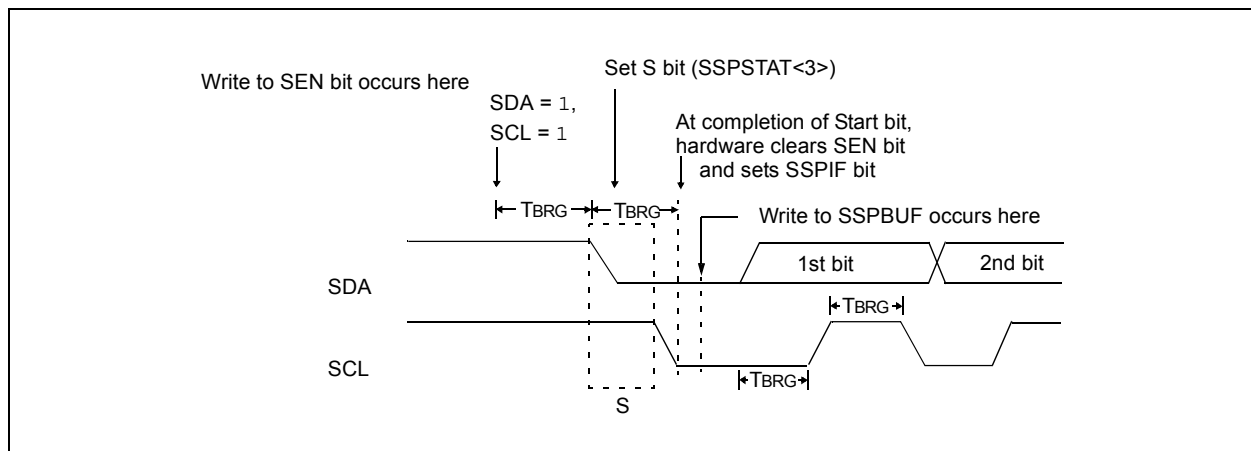 Write to SEN bit occurs here
Set S bit (SSPSTAT<3>)
SDA = 1,
SCL = 1
At completion of Start bit,
hardware clears SEN bit
and sets SSPIF bit
TBRG
TBRG
Write to SSPBUF occurs here
SDA
1st bit
2nd bit
TBRG
SCL
TBRG
S